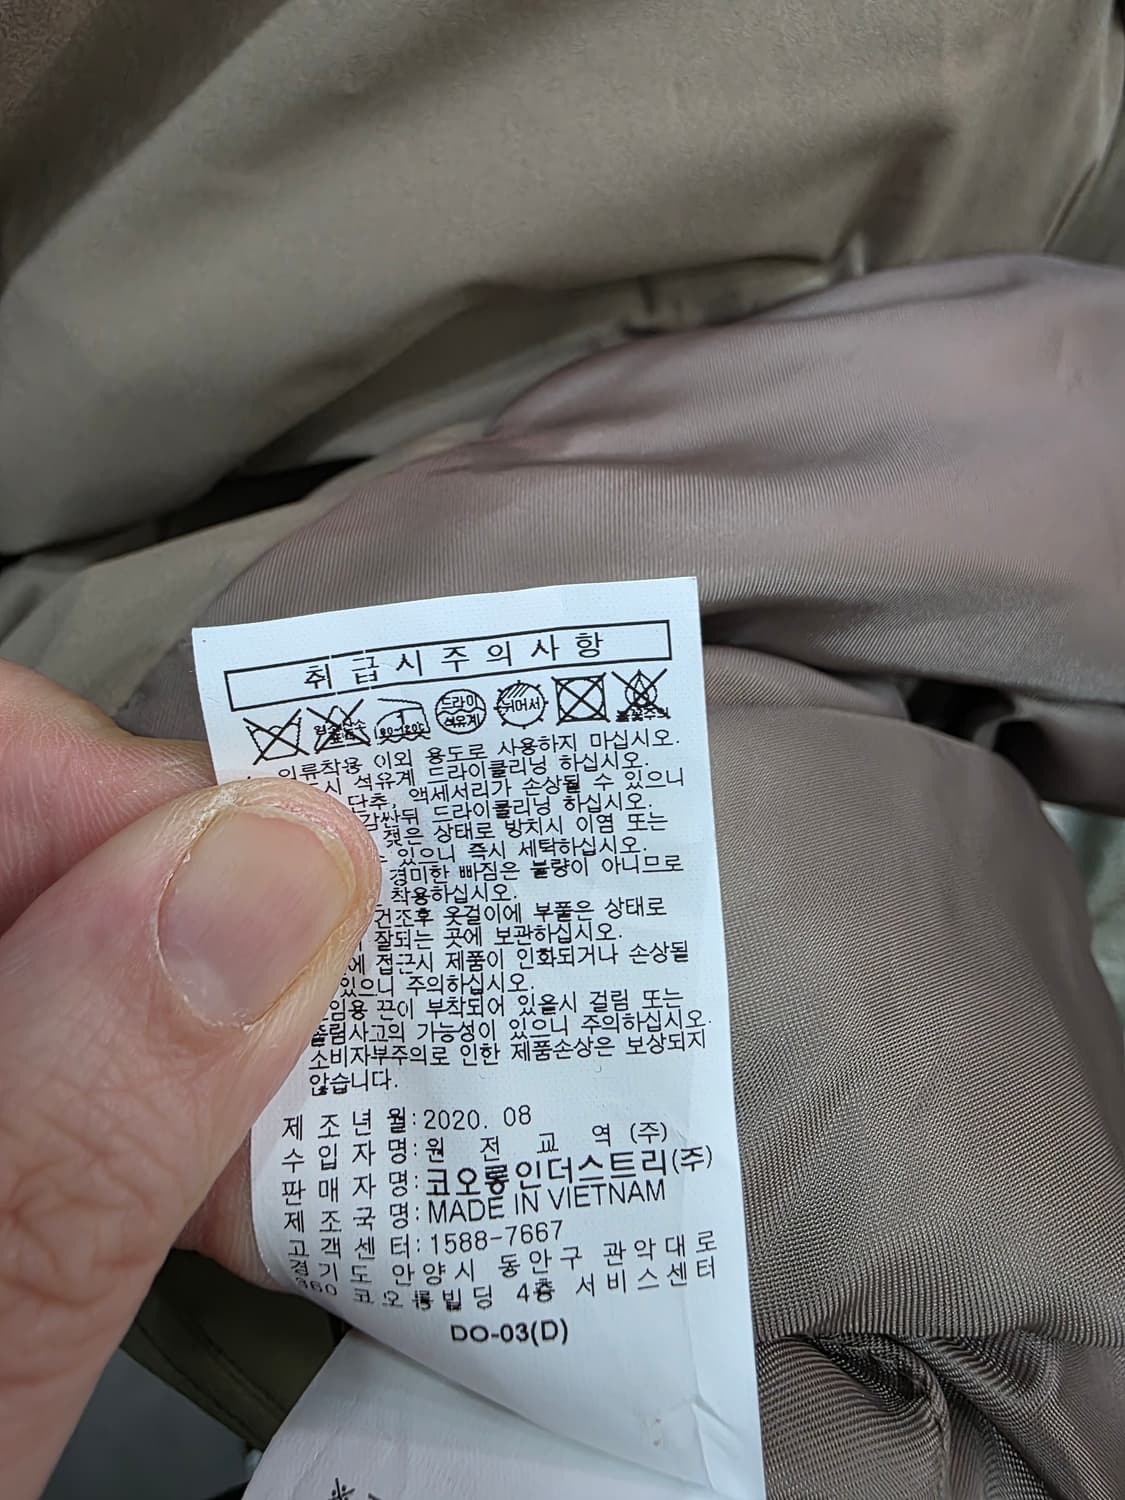 취급시주의사항
드라이
석유계
뉘어서
불꽃주의
의류착용 이외 용도로 사용하지 마십시오.
시 석유계 드라이클리닝 하십시오.
단추, 액세서리가 손상될 수 있으니
감싼뒤 드라이클리닝 하십시오.
젖은 상태로 방치시 이염 또는
있으니 즉시 세탁하십시오.
경미한 빠짐은 불량이 아니므로
착용하십시오.
건조후 옷걸이에 부풀은 상태로
잘되는 곳에 보관하십시오.
에 접근시 제품이 인화되거나 손상될
있으니 주의하십시오.
임용 끈이 부착되어 있을시 걸림 또는
졸림사고의 가능성이 있으니 주의하십시오.
소비자부주의로 인한 제품손상은 보상되지
않습니다.
제 조 년 월 : 2020. 08
수 입 자 명 : 원 전 교 역 (주)
판 매 자 명 : 코오롱인더스트리(주)
제 조 국 명 : MADE IN VIETNAM
고 객 센 터 : 1588-7667
경 기 도 안 양 시 동 안 구 관 악 대 로
360 코 오 롱 빌 딩 4층 서 비 스 센 터
DO-03(D)